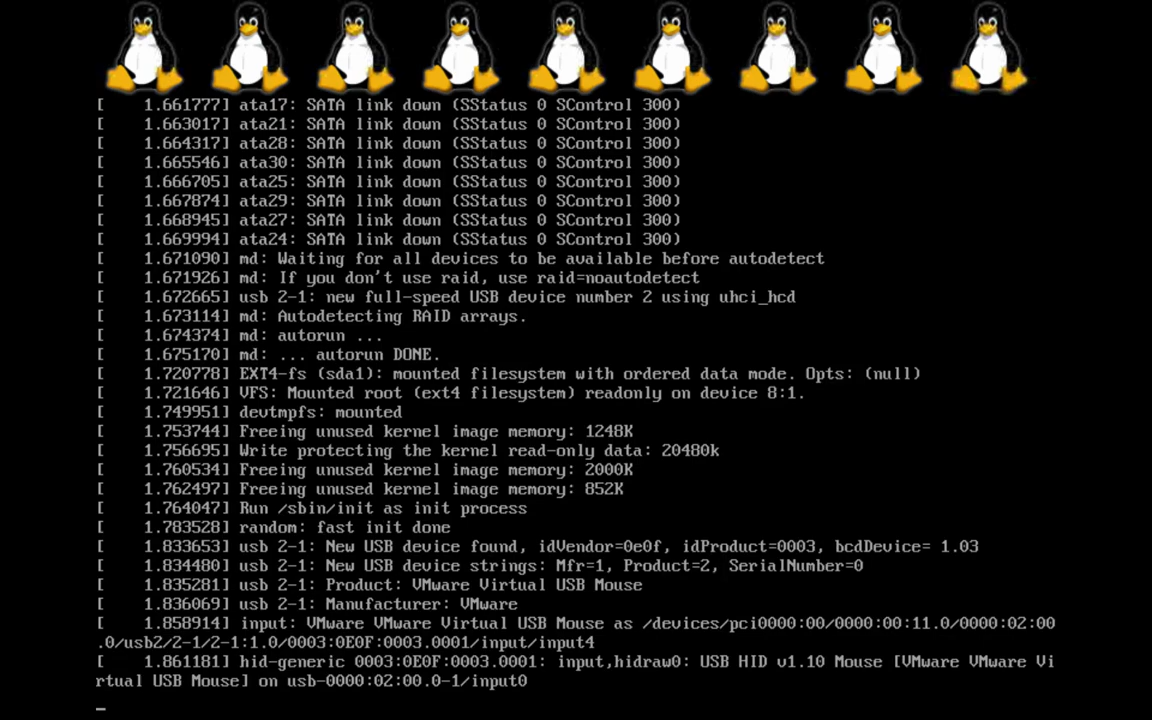 [    1.661777] ata17: SATA link down (SStatus 0 SControl 300)
[    1.663017] ata21: SATA link down (SStatus 0 SControl 300)
[    1.664317] ata28: SATA link down (SStatus 0 SControl 300)
[    1.665546] ata30: SATA link down (SStatus 0 SControl 300)
[    1.666705] ata25: SATA link down (SStatus 0 SControl 300)
[    1.667874] ata29: SATA link down (SStatus 0 SControl 300)
[    1.668945] ata27: SATA link down (SStatus 0 SControl 300)
[    1.669994] ata24: SATA link down (SStatus 0 SControl 300)
[    1.671090] md: Waiting for all devices to be available before autodetect
[    1.671926] md: If you don't use raid, use raid=noautodetect
[    1.672665] usb 2-1: new full-speed USB device number 2 using uhci_hcd
[    1.673114] md: Autodetecting RAID arrays.
[    1.674374] md: autorun ...
[    1.675170] md: ... autorun DONE.
[    1.720778] EXT4-fs (sda1): mounted filesystem with ordered data mode. Opts: (null)
[    1.721646] VFS: Mounted root (ext4 filesystem) readonly on device 8:1.
[    1.749951] devtmpfs: mounted
[    1.753744] Freeing unused kernel image memory: 1248K
[    1.756695] Write protecting the kernel read-only data: 20480k
[    1.760534] Freeing unused kernel image memory: 2000K
[    1.762497] Freeing unused kernel image memory: 852K
[    1.764047] Run /sbin/init as init process
[    1.783528] random: fast init done
[    1.833653] usb 2-1: New USB device found, idVendor=0e0f, idProduct=0003, bcdDevice= 1.03
[    1.834480] usb 2-1: New USB device strings: Mfr=1, Product=2, SerialNumber=0
[    1.835281] usb 2-1: Product: VMware Virtual USB Mouse
[    1.836069] usb 2-1: Manufacturer: VMware
[    1.858914] input: VMware VMware Virtual USB Mouse as /devices/pci0000:00/0000:00:11.0/0000:02:00
.0/usb2/2-1/2-1:1.0/0003:0E0F:0003.0001/input/input4
[    1.861181] hid-generic 0003:0E0F:0003.0001: input,hidraw0: USB HID v1.10 Mouse [VMware VMware Vi
rtual USB Mouse] on usb-0000:02:00.0-1/input0
_